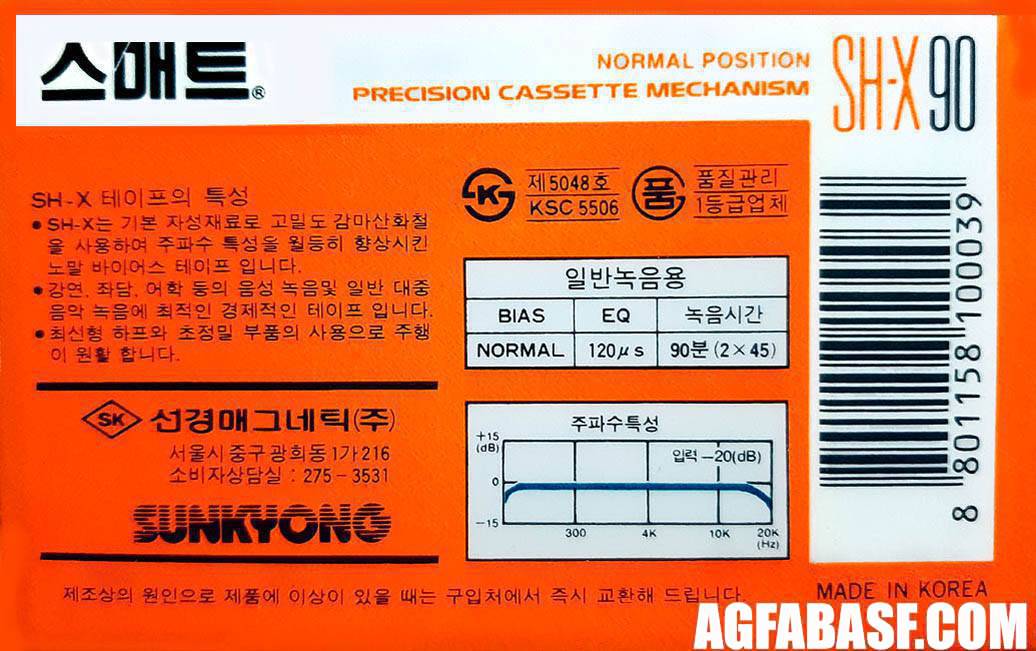 스매트®
NORMAL POSITION
PRECISION CASSETTE MECHANISM
SH-X 90
SH-X 테이프의 특성
● SH-X는 기본 자성재료로 고밀도 감마산화철
을 사용하여 주파수 특성을 월등히 향상시킨
노말 바이어스 테이프 입니다.
● 강연, 좌담, 어학 등의 음성 녹음및 일반 대중
음악 녹음에 최적인 경제적인 테이프 입니다.
● 최신형 하프와 초정밀 부품의 사용으로 주행
이 원활 합니다.
SK 선경매그네틱(주)
서울시 중구 광희동 1가 216
소비자상담실 : 275-3531
SUNKYONG
K 제5048호
KSC 5506
품 품질관리
1등급업체
일반녹음용
BIAS EQ 녹음시간
NORMAL 120μs 90분 (2×45)
주파수특성
+15
(dB)
입력 -20(dB)
0
-15
300 4K 10K 20K
(Hz)
8 801158 100039
제조상의 원인으로 제품에 이상이 있을 때는 구입처에서 즉시 교환해 드립니다.
MADE IN KOREA
AGFABASF.COM